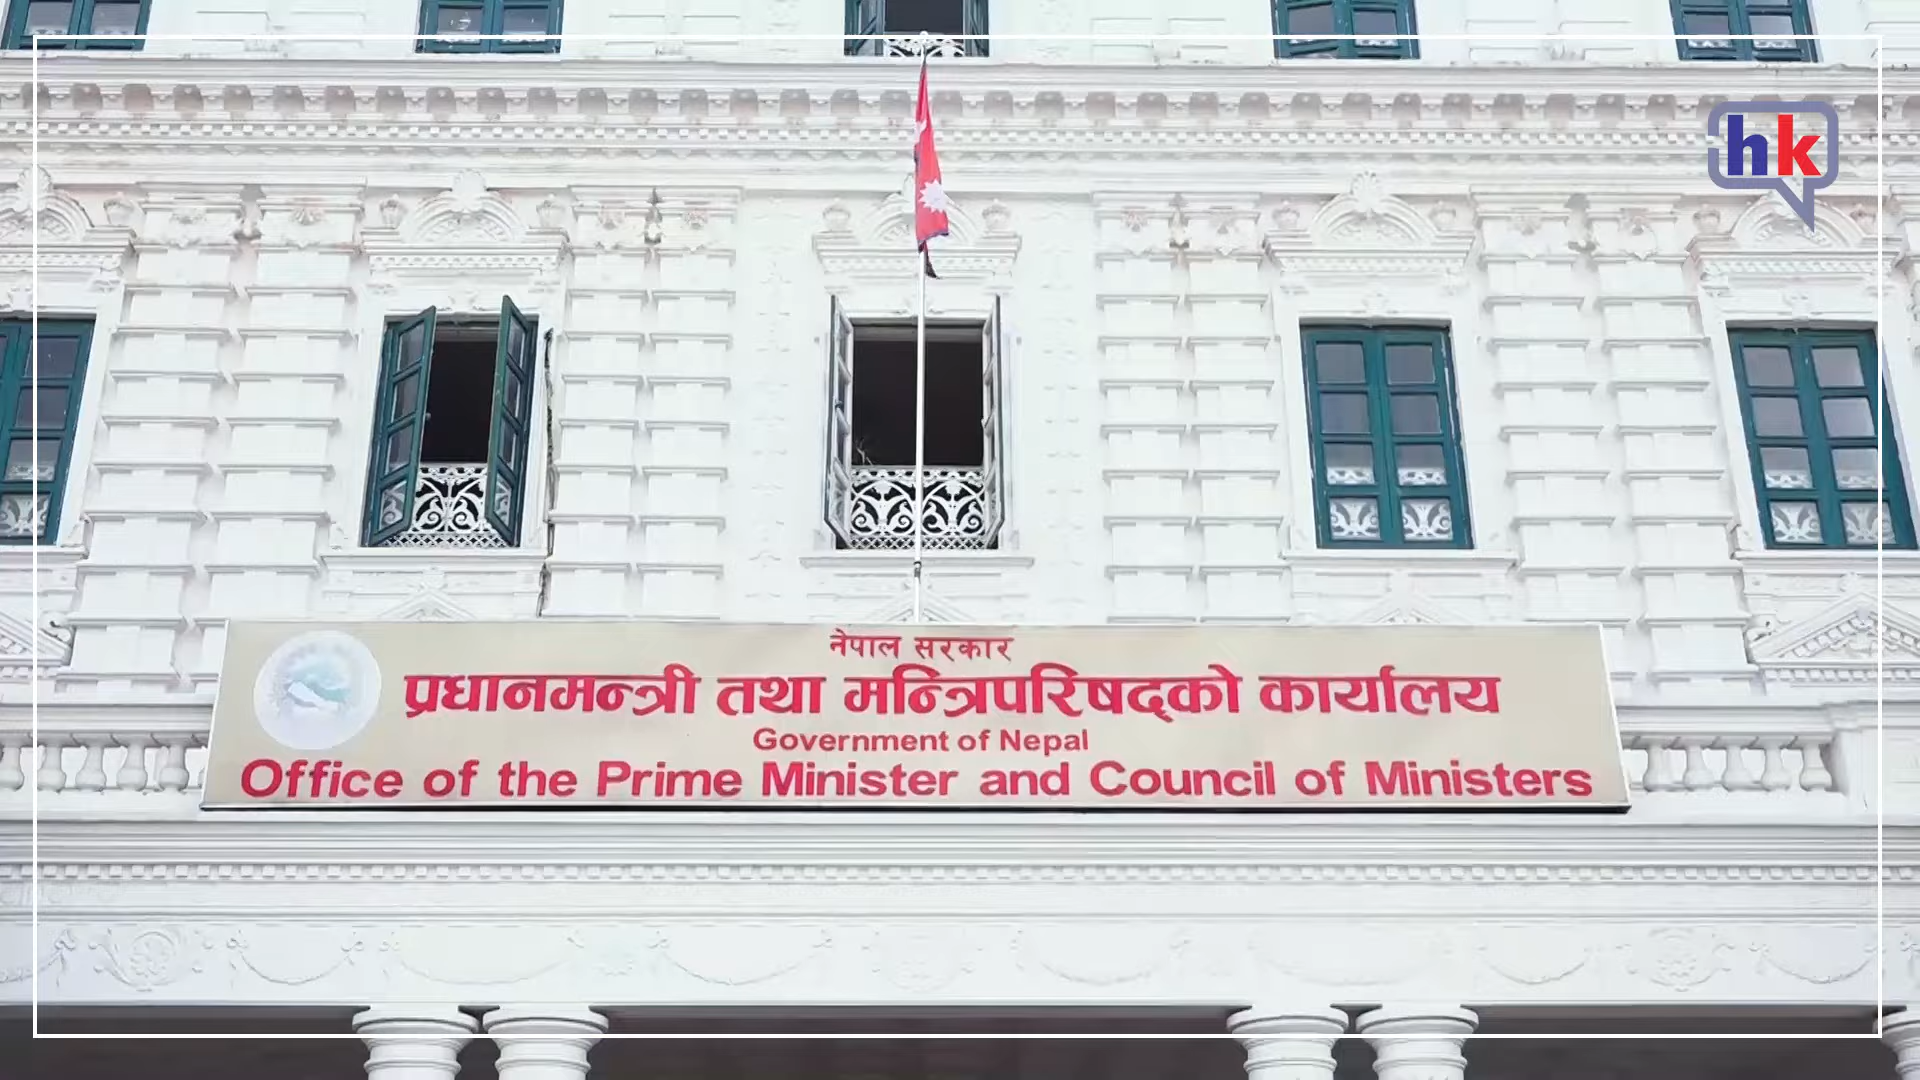 hk
नेपाल सरकार
प्रधानमन्त्री तथा मन्त्रिपरिषद्को कार्यालय
Government of Nepal
Office of the Prime Minister and Council of Ministers